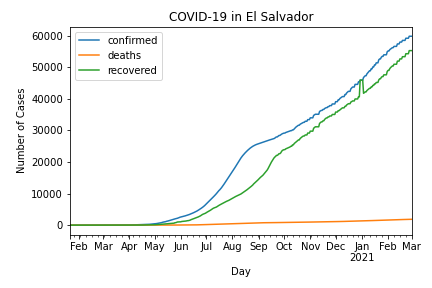 COVID-19 in El Salvador
confirmed
deaths
recovered
60000
50000
40000
30000
20000
10000
0
Number of Cases
Feb Mar Apr May Jun Jul Aug Sep Oct Nov Dec Jan Feb Mar
2021
Day